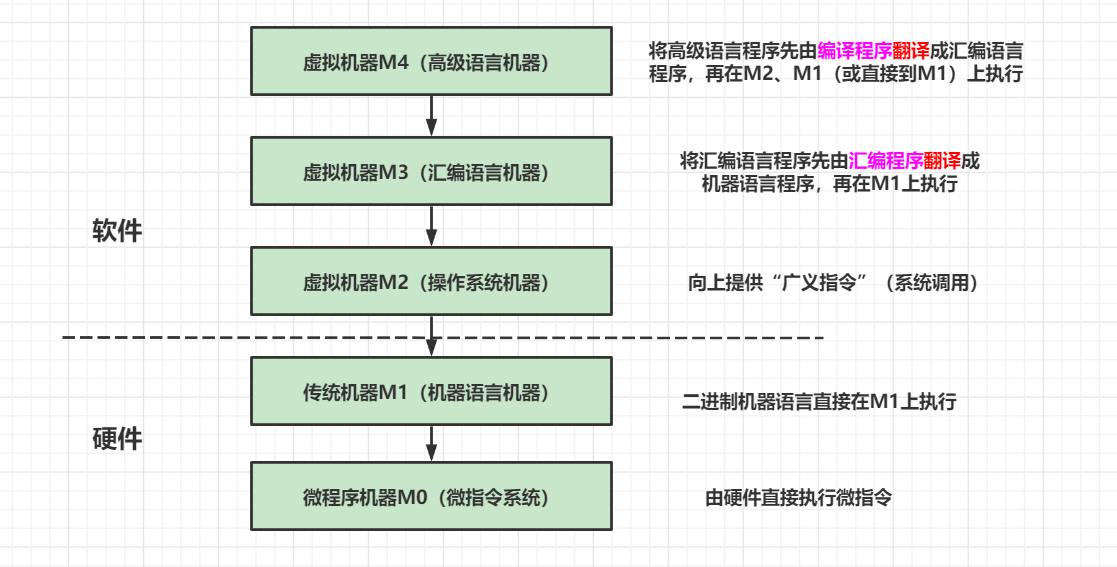 虚拟机器M4（高级语言机器）
将高级语言程序先由编译程序翻译成汇编语言
程序，再在M2、M1（或直接到M1）上执行
虚拟机器M3（汇编语言机器）
将汇编语言程序先由汇编程序翻译成
机器语言程序，再在M1上执行
软件
虚拟机器M2（操作系统机器）
向上提供“广义指令”（系统调用）
传统机器M1（机器语言机器）
二进制机器语言直接在M1上执行
硬件
微程序机器M0（微指令系统）
由硬件直接执行微指令